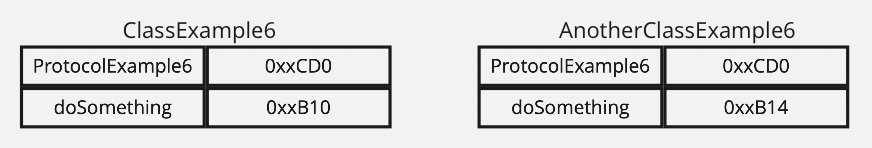 ClassExample6
ProtocolExample6 0xxCD0
doSomething 0xxB10
AnotherClassExample6
ProtocolExample6 0xxCD0
doSomething 0xxB14